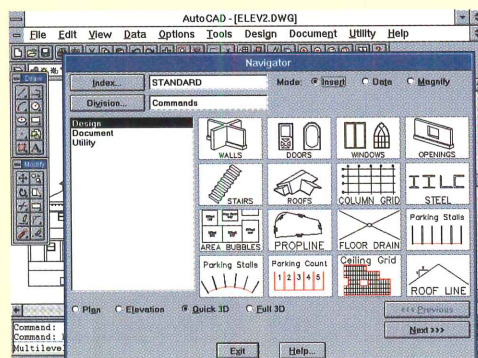 AutoCAD - [ELEV2.DWG]
File Edit View Data Options Tools Design Document Utility Help
Navigator
Draw
Index... STANDARD Mode: Insert Data Magnify
Division... Commands
Design
Document
Utility
Modify
WALLS DOORS WINDOWS OPENINGS
STAIRS ROOFS COLUMN GRID STEEL
AREA BUBBLES PROPLINE FLOOR DRAIN Parking Stalls
Parking Stalls Parking Count Ceiling Grid ROOF LINE
1 2 3 4 5
Plan Elevation Quick 3D Full 3D
<<< Previous
Next >>>
Command:
Command:
Multileve
Exit Help...